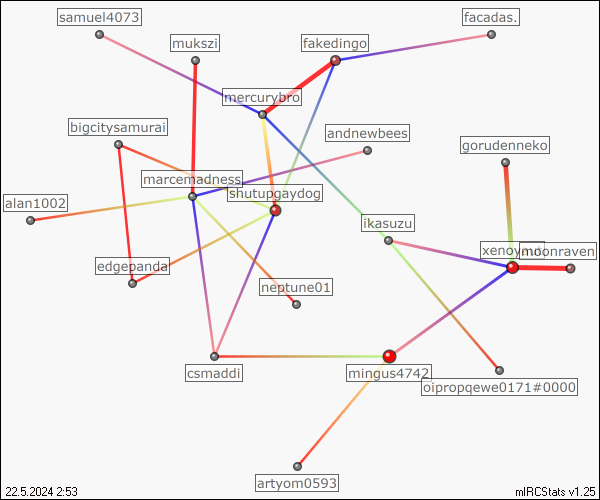 samuel4073
facadas.
mukszi
fakedingo
mercurybro
bigcitysamurai
andnewbees
gorudenneko
marcemadness
shutupgaydog
alan1002
ikasuzu
moonraven
edgepanda
neptune01
csmaddi
mingus4742
oipropqewe0171#0000
artyom0593
22.5.2024 2:53
mIRCStats v1.25